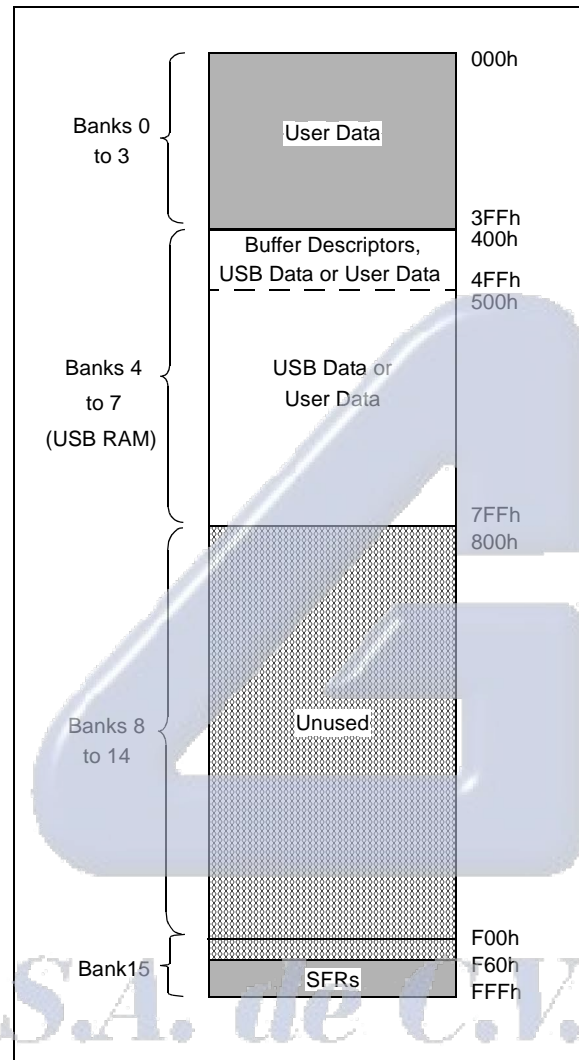 000h
Banks 0
to 3
User Data
3FFh
400h
Buffer Descriptors,
USB Data or User Data
4FFh
500h
Banks 4
to 7
(USB RAM)
USB Data or
User Data
7FFh
800h
Banks 8
to 14
Unused
F00h
Bank15
F60h
SFRs
FFFh
S.A. de C.V.